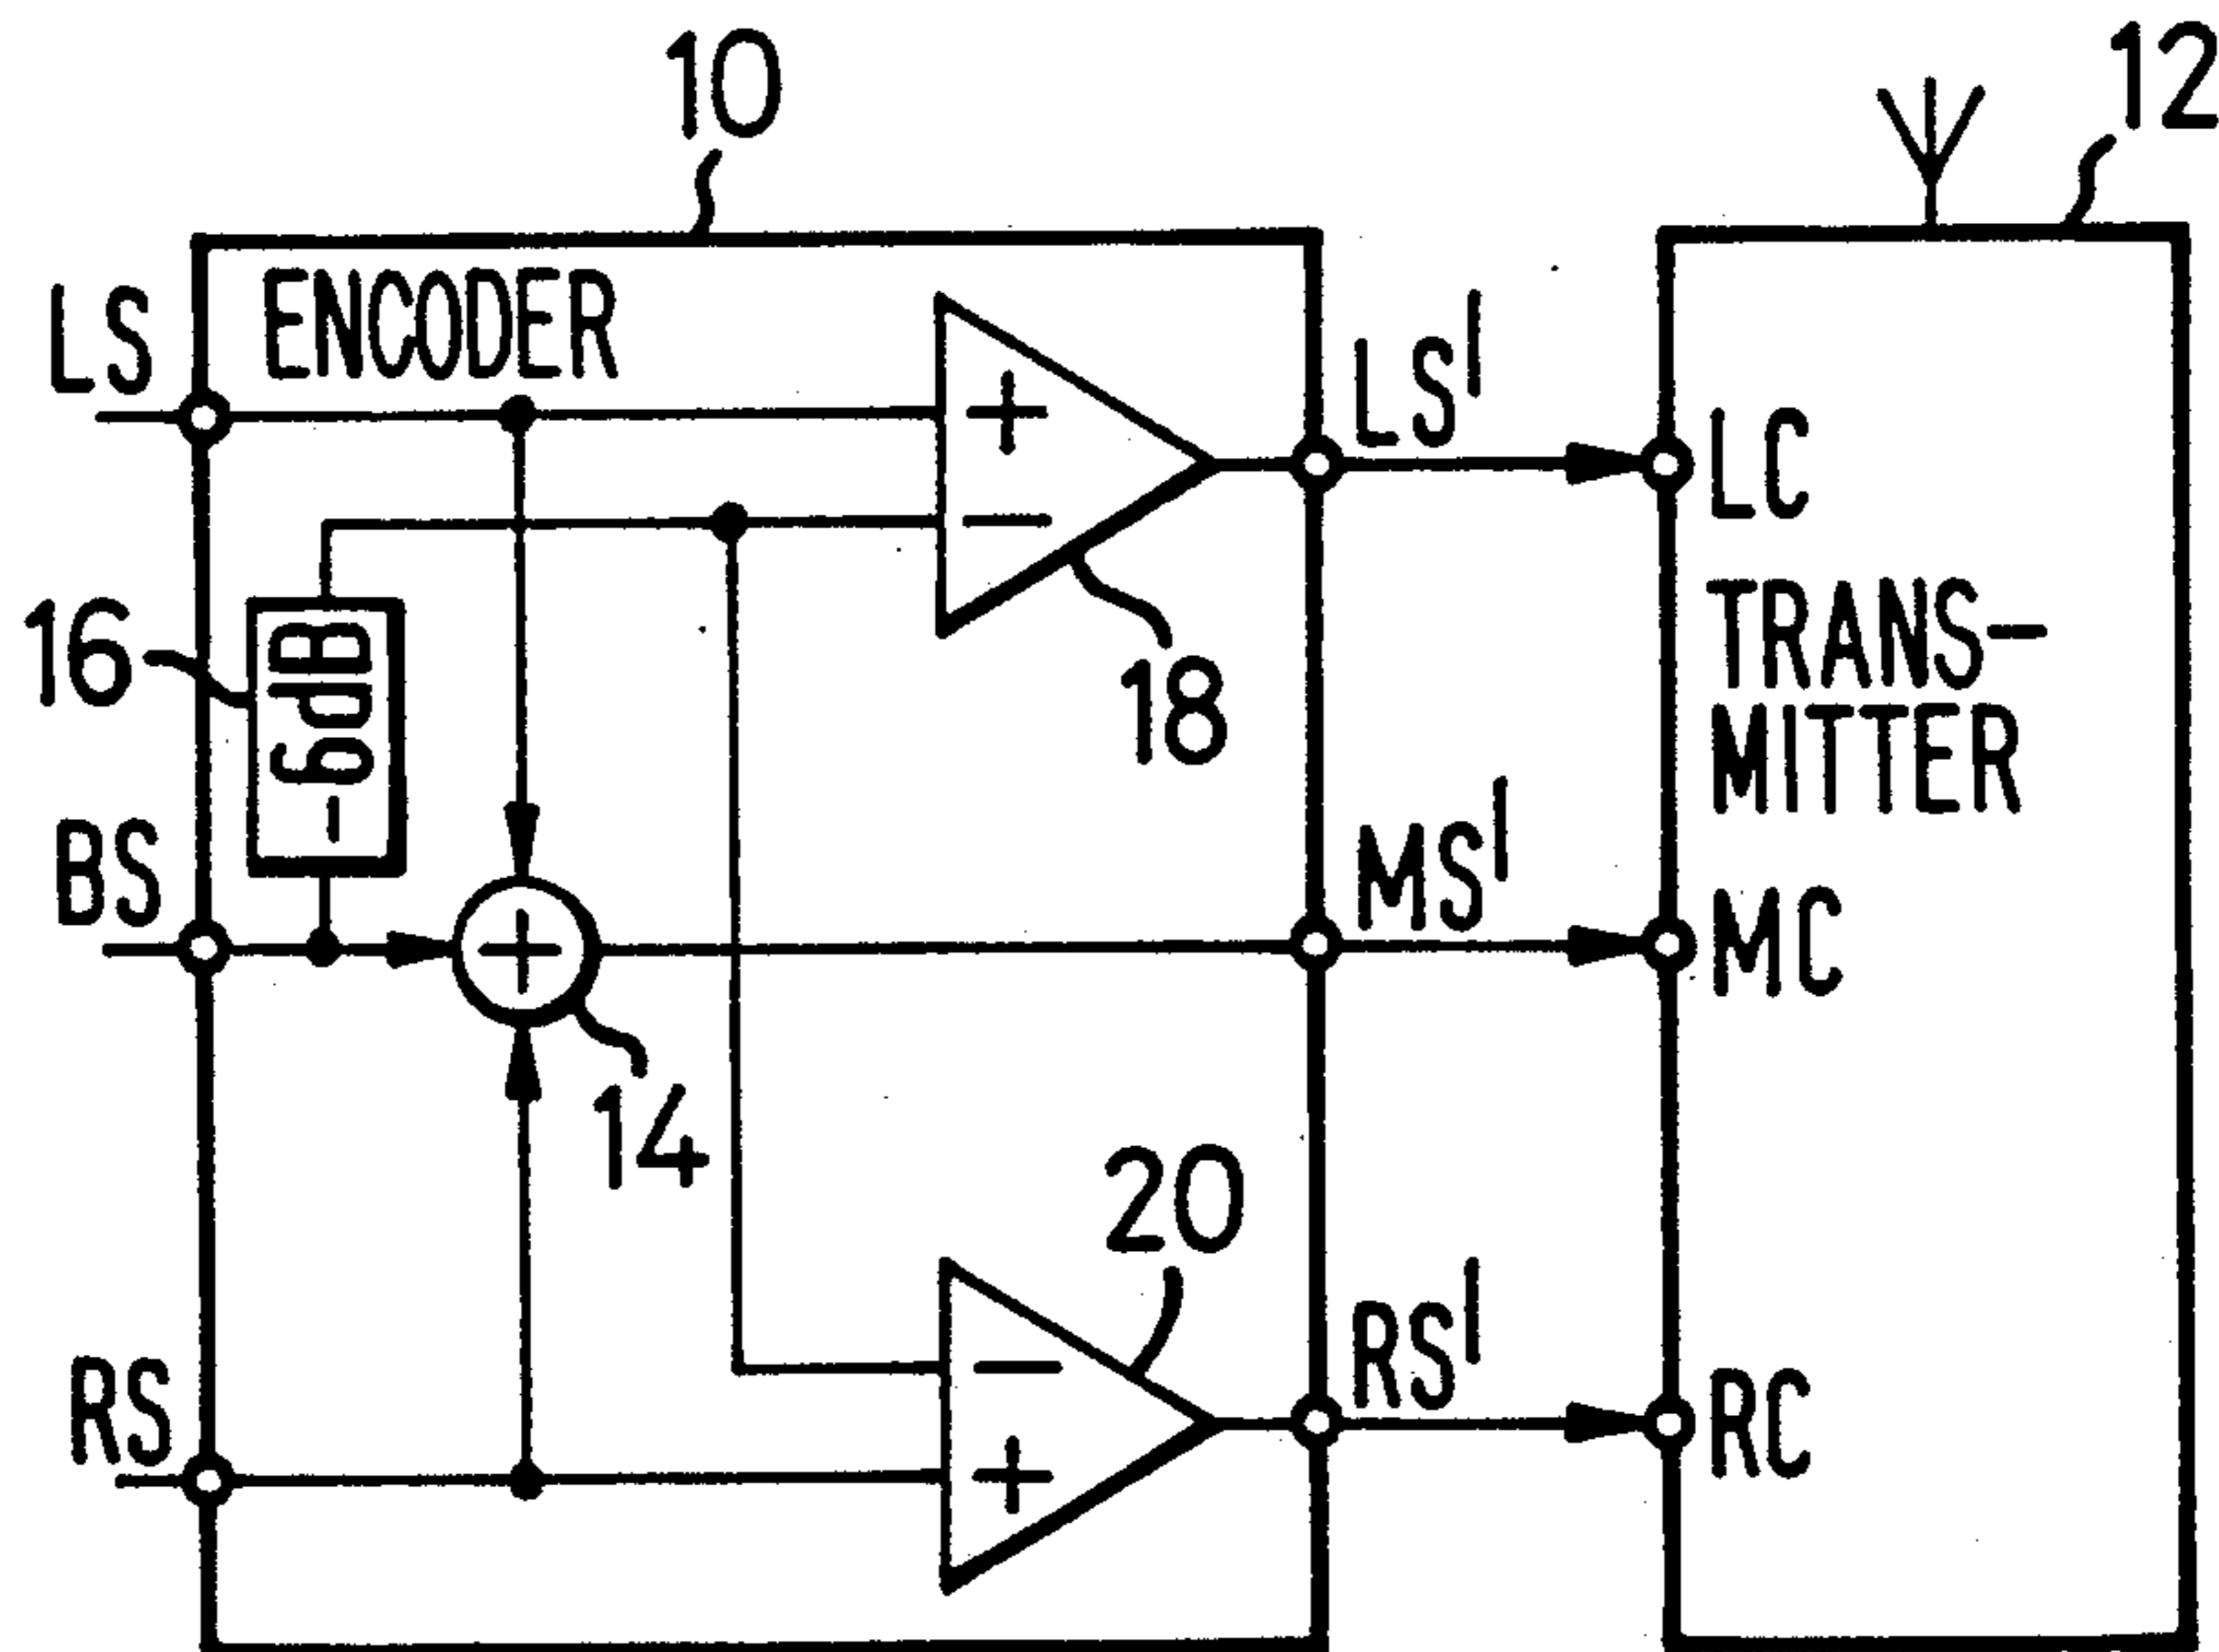 10
12
LS
ENCODER
+
−
LS'
LC
16
-6dB
18
TRANS-
MITTER
BS
+
MS'
MC
14
20
RS
−
+
RS'
RC